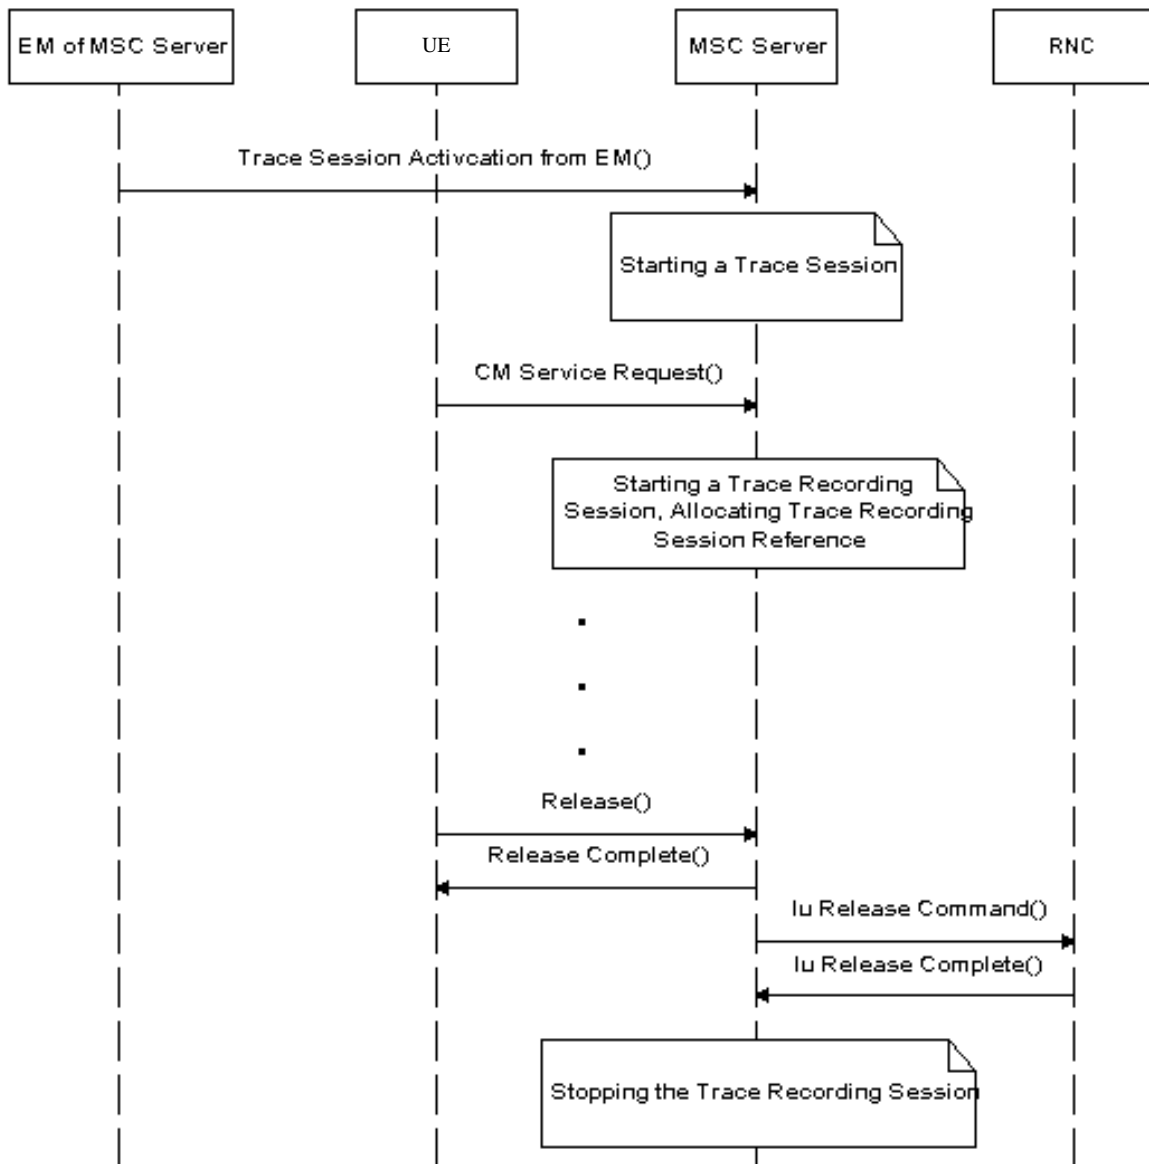 EM of MSC Server
UE
MSC Server
RNC
Trace Session Activcation from EM()
Starting a Trace Session
CM Service Request()
Starting a Trace Recording
Session, Allocating Trace Recording
Session Reference
Release()
Release Complete()
Iu Release Command()
Iu Release Complete()
Stopping the Trace Recording Session